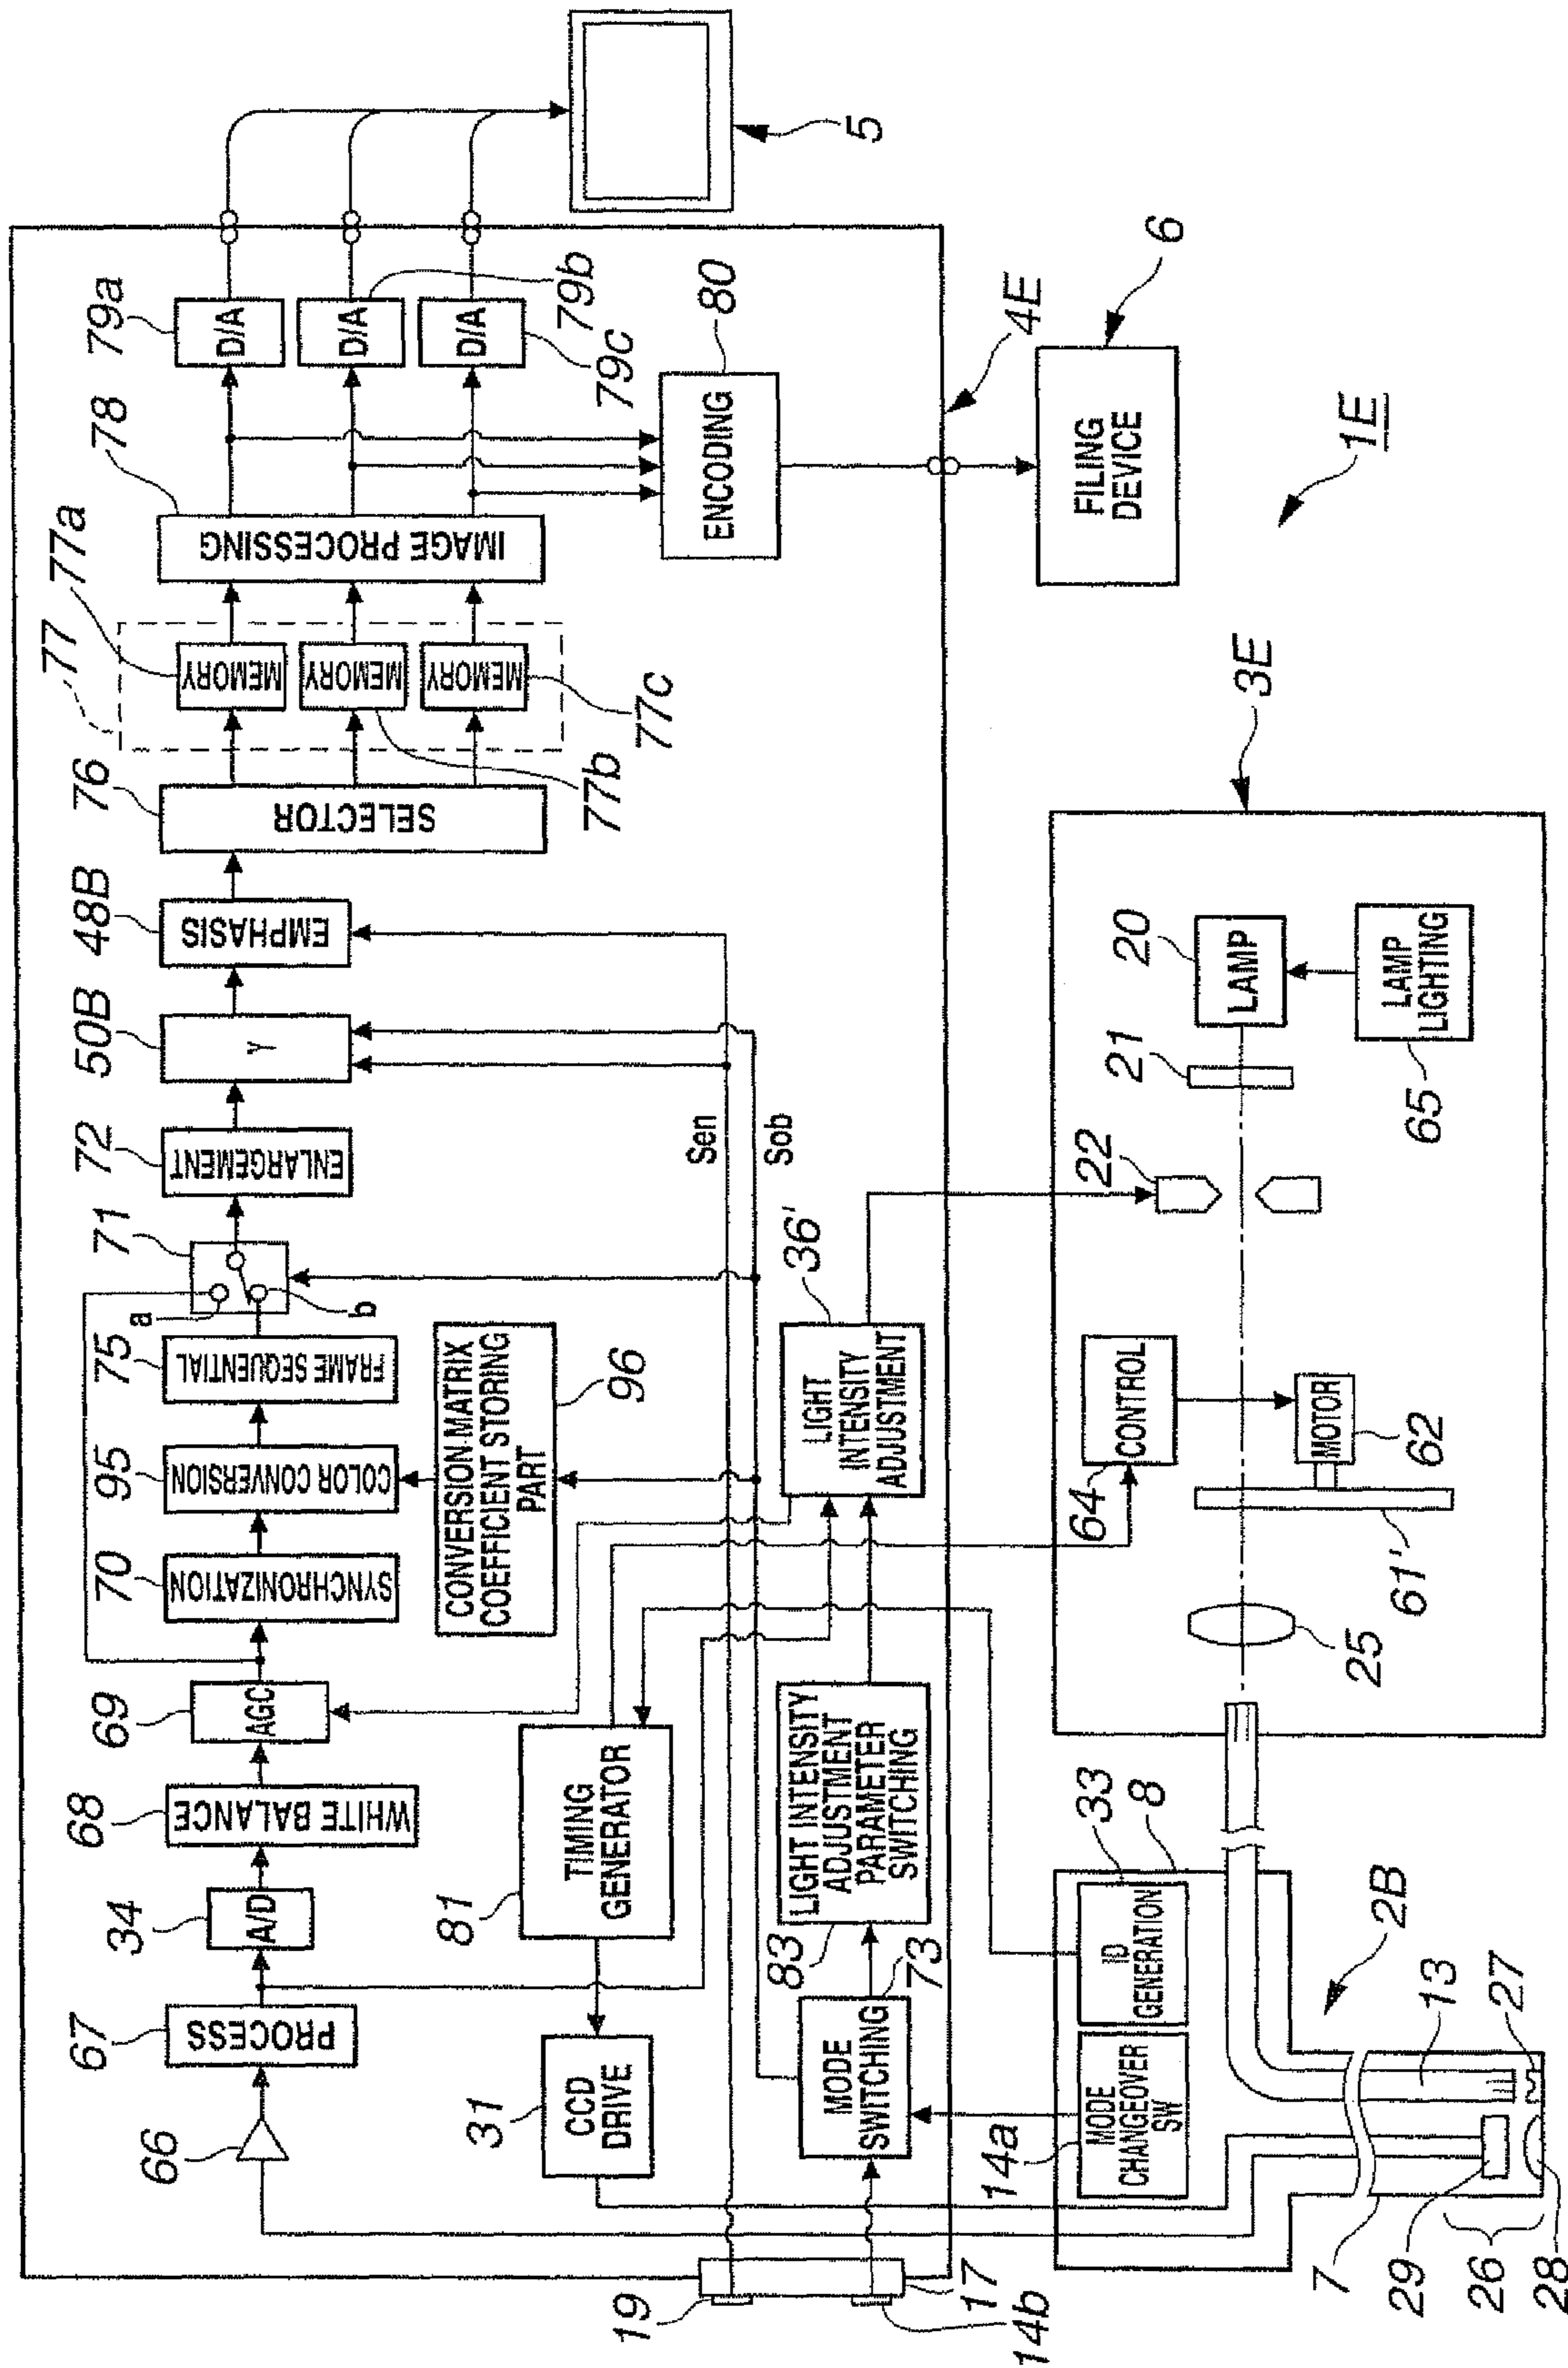 66
67
PROCESS
34
A/D
68
WHITE BALANCE
69
AGC
70
SYNCHRONIZATION
95
COLOR CONVERSION
75
FRAME SEQUENTIAL
71
a
b
72
ENLARGEMENT
50B
γ
48B
EMPHASIS
76
SELECTOR
77
77a
MEMORY
MEMORY
MEMORY
77b
77c
78
IMAGE PROCESSING
79a
D/A
D/A
D/A
79b
79c
5
31
CCD
DRIVE
81
TIMING
GENERATOR
CONVERSION-MATRIX
COEFFICIENT STORING
PART
96
80
ENCODING
Sen
Sob
19
17
14b
MODE
SWITCHING
73
83
LIGHT INTENSITY
ADJUSTMENT
PARAMETER
SWITCHING
LIGHT
INTENSITY
ADJUSTMENT
36'
4E
FILING
DEVICE
6
1E
14a
MODE
CHANGEOVER
SW
ID
GENERATION
33
8
2B
7
29
26
28
13
27
3E
64
CONTROL
MOTOR
62
61'
25
22
21
20
LAMP
LAMP
LIGHTING
65